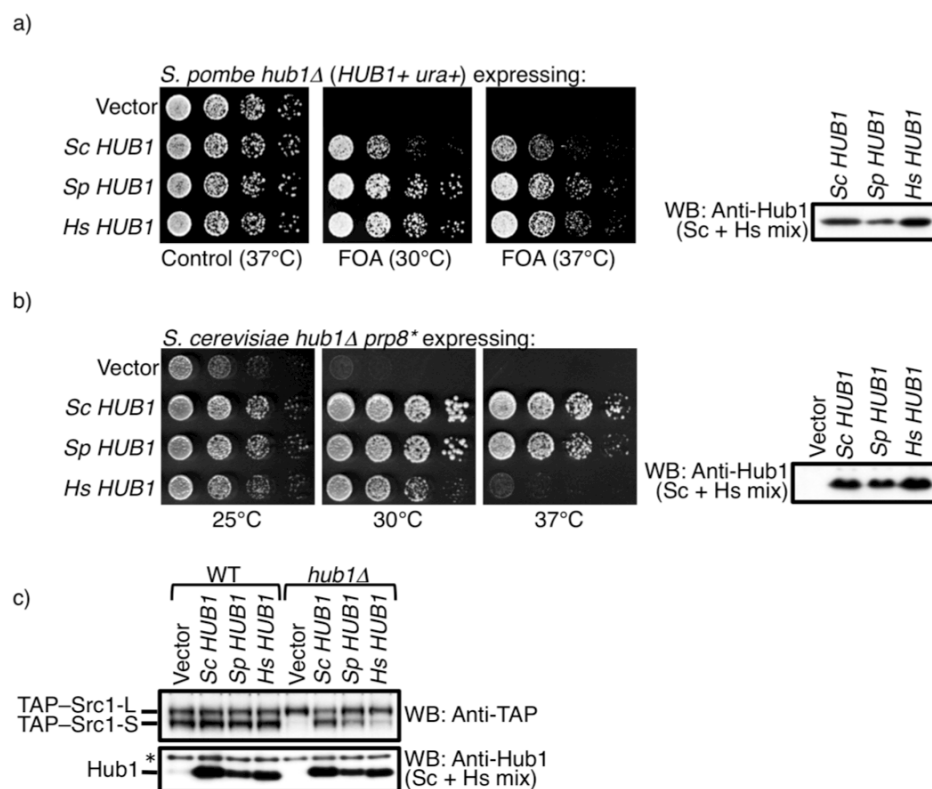 a)
S. pombe hub1Δ (HUB1+ ura+) expressing:
Vector
Sc HUB1
Sp HUB1
Hs HUB1
Control (37°C)
FOA (30°C)
FOA (37°C)
Sc HUB1
Sp HUB1
Hs HUB1
WB: Anti-Hub1
(Sc + Hs mix)
b)
S. cerevisiae hub1Δ prp8* expressing:
Vector
Sc HUB1
Sp HUB1
Hs HUB1
25°C
30°C
37°C
Vector
Sc HUB1
Sp HUB1
Hs HUB1
WB: Anti-Hub1
(Sc + Hs mix)
c)
WT
hub1Δ
Vector
Sc HUB1
Sp HUB1
Hs HUB1
Vector
Sc HUB1
Sp HUB1
Hs HUB1
TAP–Src1-L
TAP–Src1-S
WB: Anti-TAP
*
Hub1
WB: Anti-Hub1
(Sc + Hs mix)